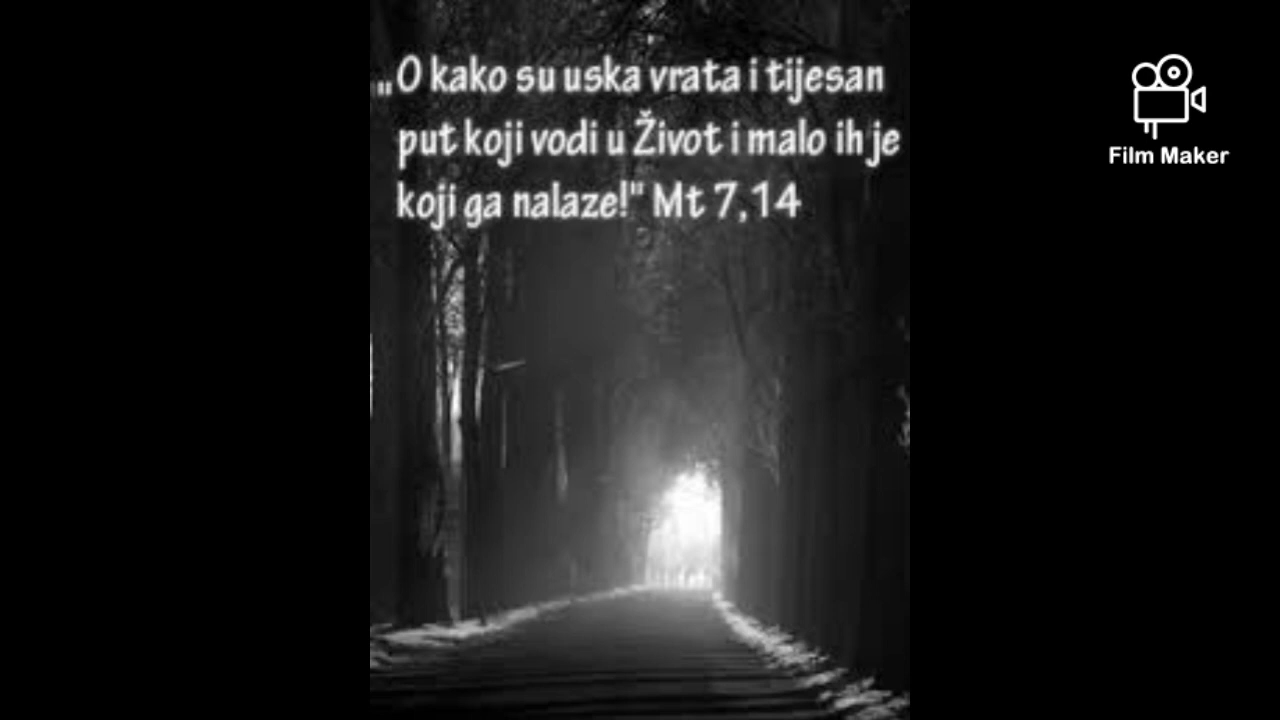 „O kako su uska vrata i tijesan
put koji vodi u Život i malo ih je
koji ga nalaze!" Mt 7,14
Film Maker